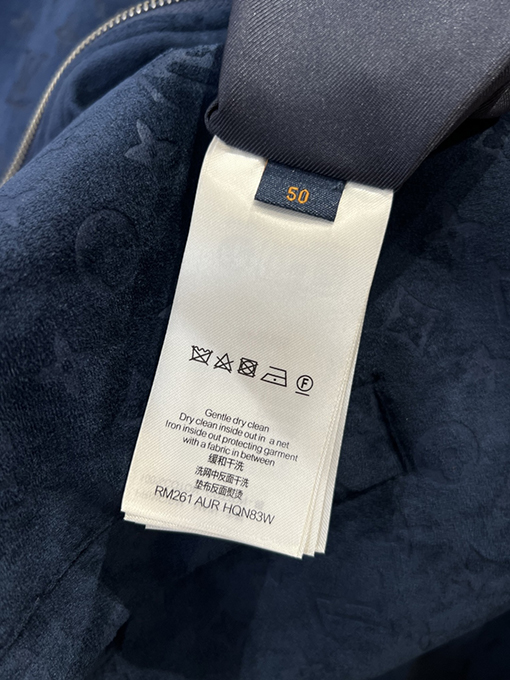 50
F
Gentle dry clean
Dry clean inside out in a net
Iron inside out protecting garment
with a fabric in between
缓和干洗
洗网中反面干洗
垫布反面熨烫
RM261 AUR HQN83W